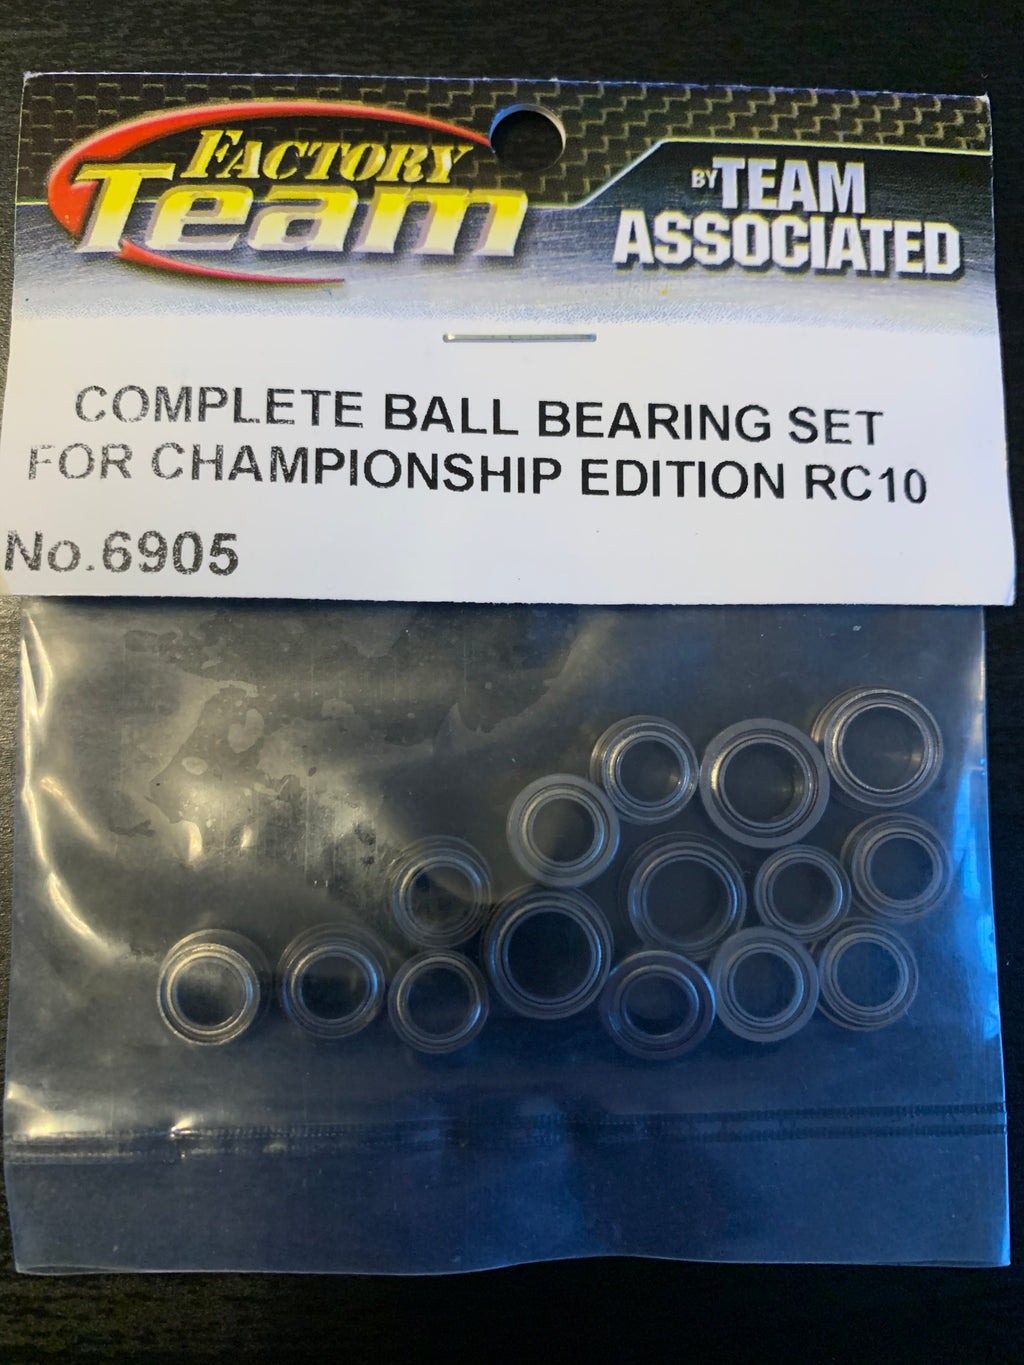 FACTORY
Team
BY TEAM
ASSOCIATED
COMPLETE BALL BEARING SET
FOR CHAMPIONSHIP EDITION RC10
No.6905